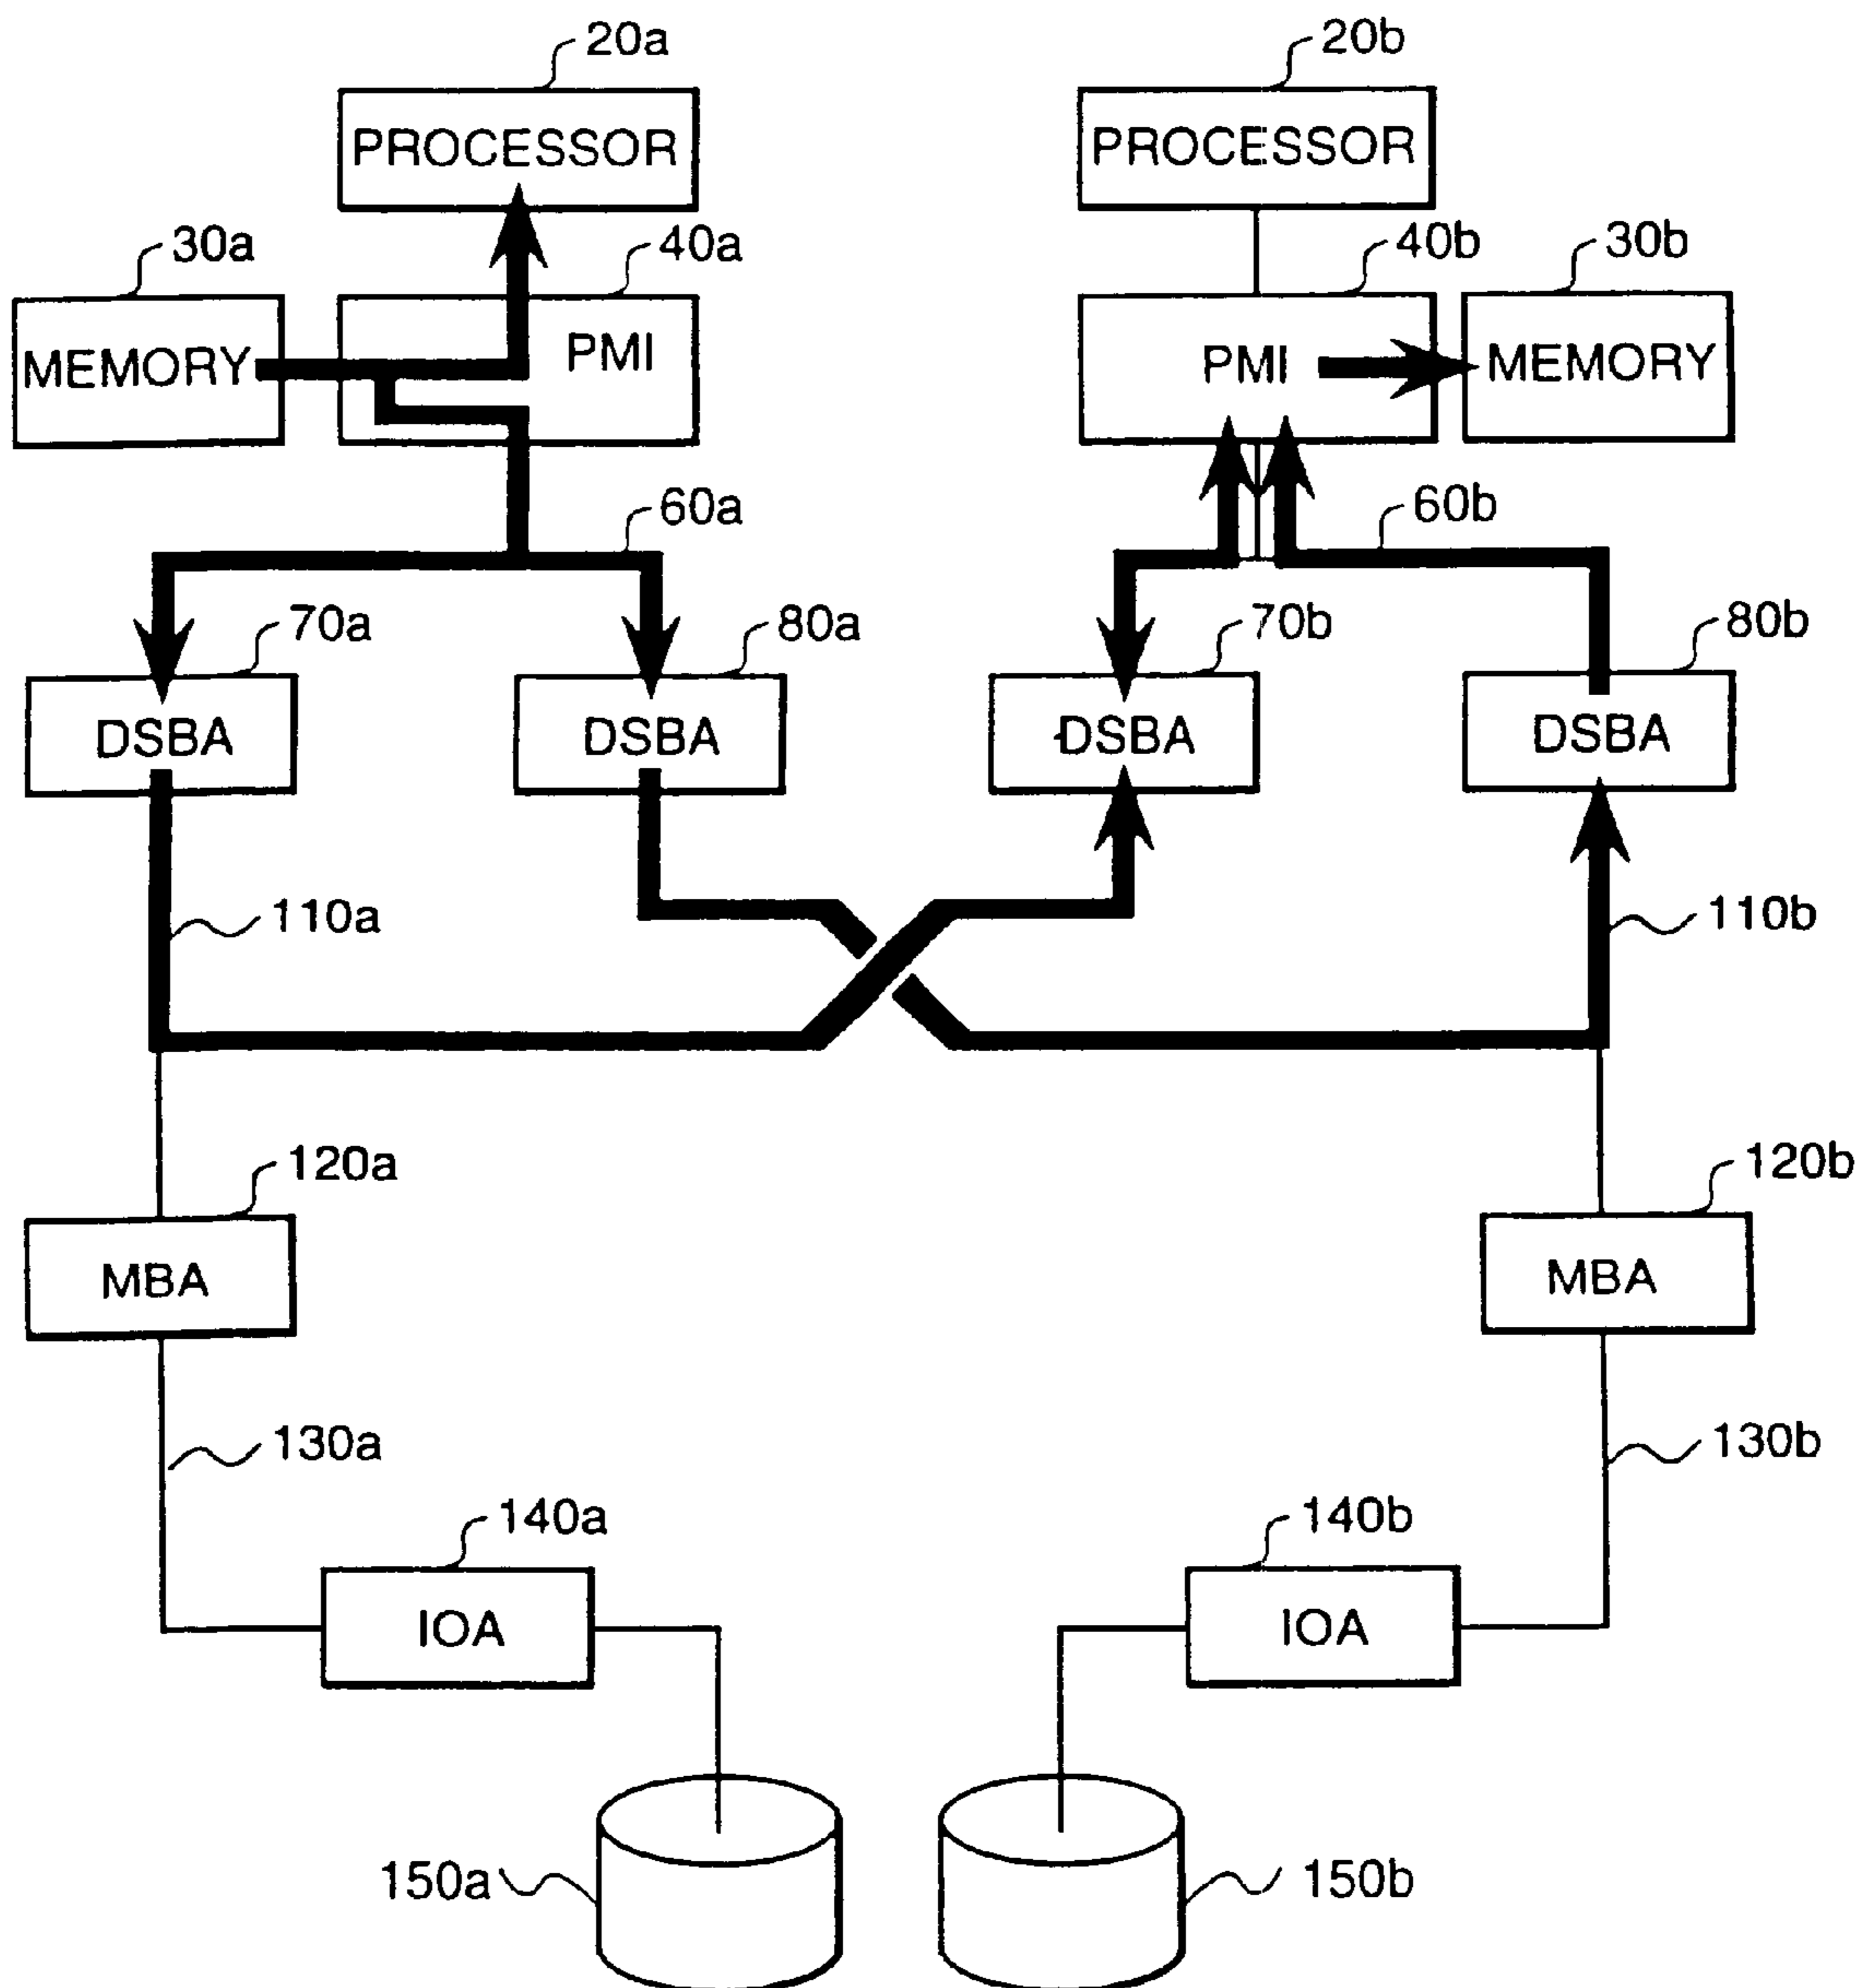 20a
20b
PROCESSOR
PROCESSOR
30a
40a
40b
30b
MEMORY
PMI
PMI
MEMORY
60a
60b
70a
80a
70b
80b
DSBA
DSBA
DSBA
DSBA
110a
110b
120a
120b
MBA
MBA
130a
130b
140a
140b
IOA
IOA
150a
150b